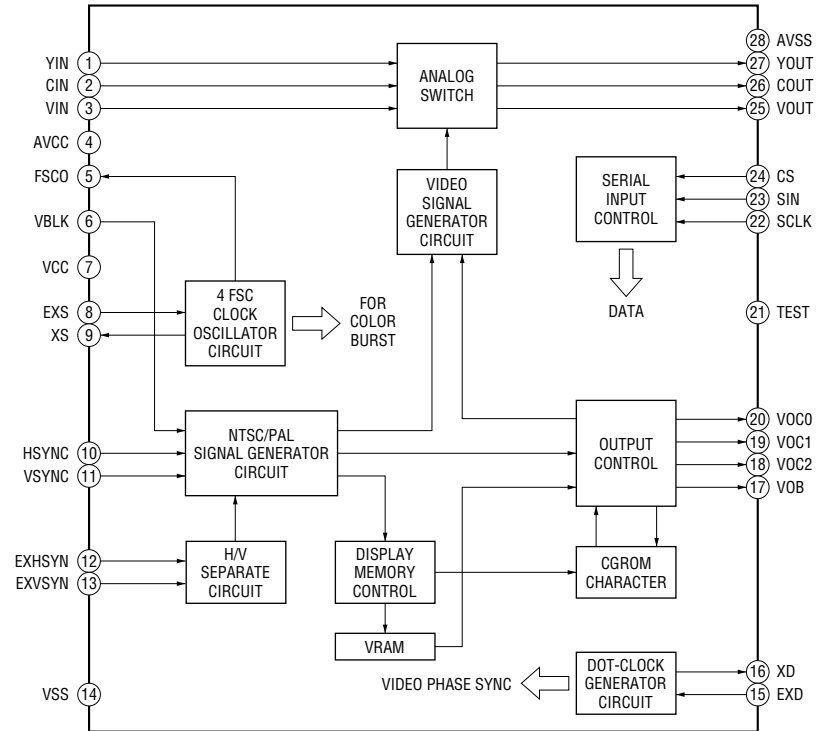 YIN 1
CIN 2
VIN 3
AVCC 4
FSCO 5
VBLK 6
VCC 7
EXS 8
XS 9
HSYNC 10
VSYNC 11
EXHSYN 12
EXVSYN 13
VSS 14
ANALOG
SWITCH
VIDEO
SIGNAL
GENERATOR
CIRCUIT
SERIAL
INPUT
CONTROL
DATA
4 FSC
CLOCK
OSCILLATOR
CIRCUIT
FOR
COLOR
BURST
NTSC/PAL
SIGNAL GENERATOR
CIRCUIT
OUTPUT
CONTROL
H/V
SEPARATE
CIRCUIT
DISPLAY
MEMORY
CONTROL
CGROM
CHARACTER
VRAM
VIDEO PHASE SYNC
DOT-CLOCK
GENERATOR
CIRCUIT
28 AVSS
27 YOUT
26 COUT
25 VOUT
24 CS
23 SIN
22 SCLK
21 TEST
20 VOC0
19 VOC1
18 VOC2
17 VOB
16 XD
15 EXD